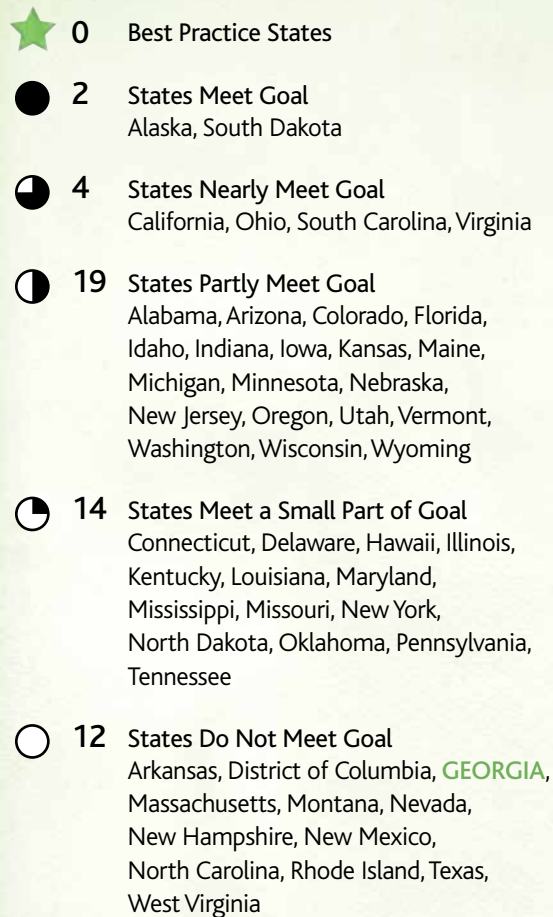 0 Best Practice States
2 States Meet Goal
Alaska, South Dakota
4 States Nearly Meet Goal
California, Ohio, South Carolina, Virginia
19 States Partly Meet Goal
Alabama, Arizona, Colorado, Florida,
Idaho, Indiana, Iowa, Kansas, Maine,
Michigan, Minnesota, Nebraska,
New Jersey, Oregon, Utah, Vermont,
Washington, Wisconsin, Wyoming
14 States Meet a Small Part of Goal
Connecticut, Delaware, Hawaii, Illinois,
Kentucky, Louisiana, Maryland,
Mississippi, Missouri, New York,
North Dakota, Oklahoma, Pennsylvania,
Tennessee
12 States Do Not Meet Goal
Arkansas, District of Columbia, GEORGIA,
Massachusetts, Montana, Nevada,
New Hampshire, New Mexico,
North Carolina, Rhode Island, Texas,
West Virginia